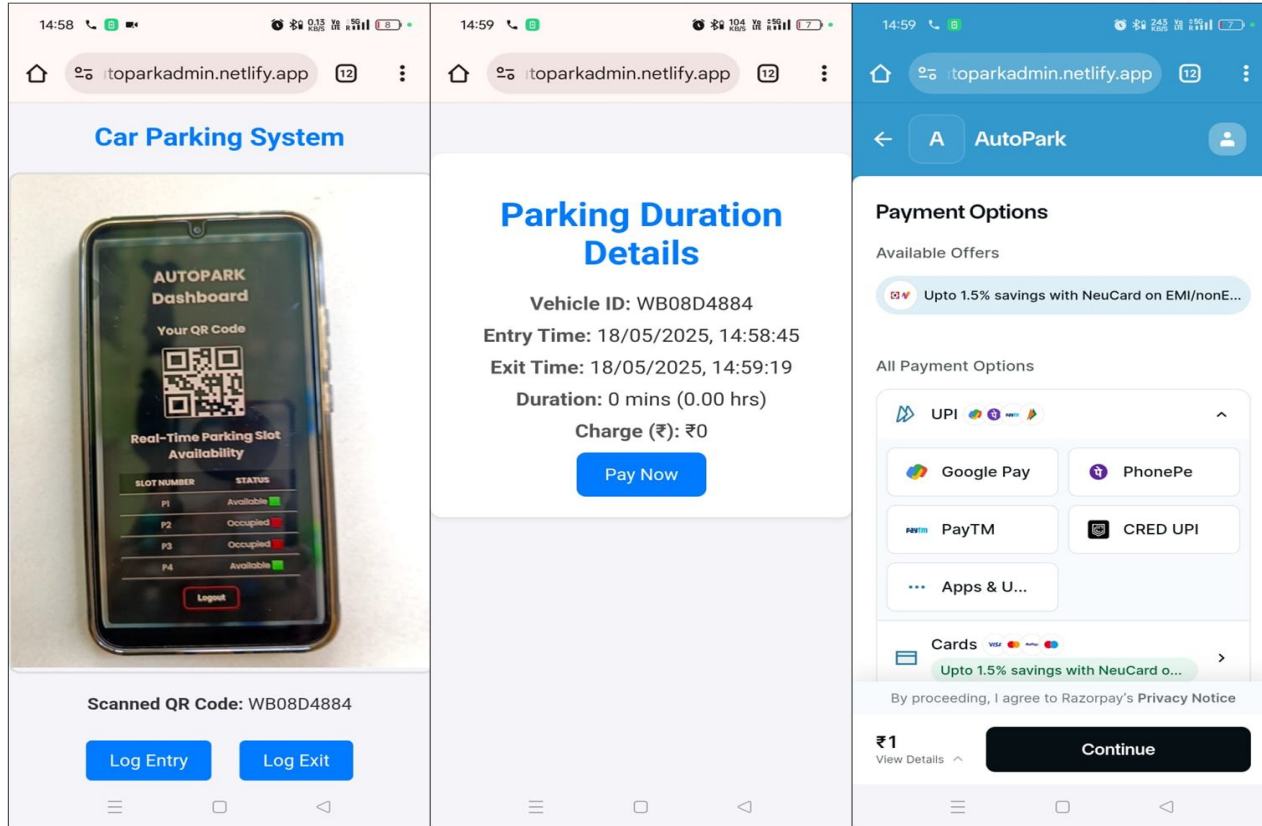 14:58
0.13 KB/S
5G
8
toparkadmin.netlify.app
12
Car Parking System
AUTOPARK
Dashboard
Your QR Code
Real-Time Parking Slot
Availability
SLOT NUMBER STATUS
P1 Available
P2 Occupied
P3 Occupied
P4 Available
Logout
Scanned QR Code: WB08D4884
Log Entry Log Exit
14:59
104 KB/S
5G
7
toparkadmin.netlify.app
12
Parking Duration
Details
Vehicle ID: WB08D4884
Entry Time: 18/05/2025, 14:58:45
Exit Time: 18/05/2025, 14:59:19
Duration: 0 mins (0.00 hrs)
Charge (₹): ₹0
Pay Now
14:59
243 KB/S
5G
7
toparkadmin.netlify.app
12
A AutoPark
Payment Options
Available Offers
Upto 1.5% savings with NeuCard on EMI/nonE...
All Payment Options
UPI
Google Pay PhonePe
PayTM CRED UPI
Apps & U...
Cards VISA
Upto 1.5% savings with NeuCard o...
By proceeding, I agree to Razorpay's Privacy Notice
₹1
View Details
Continue